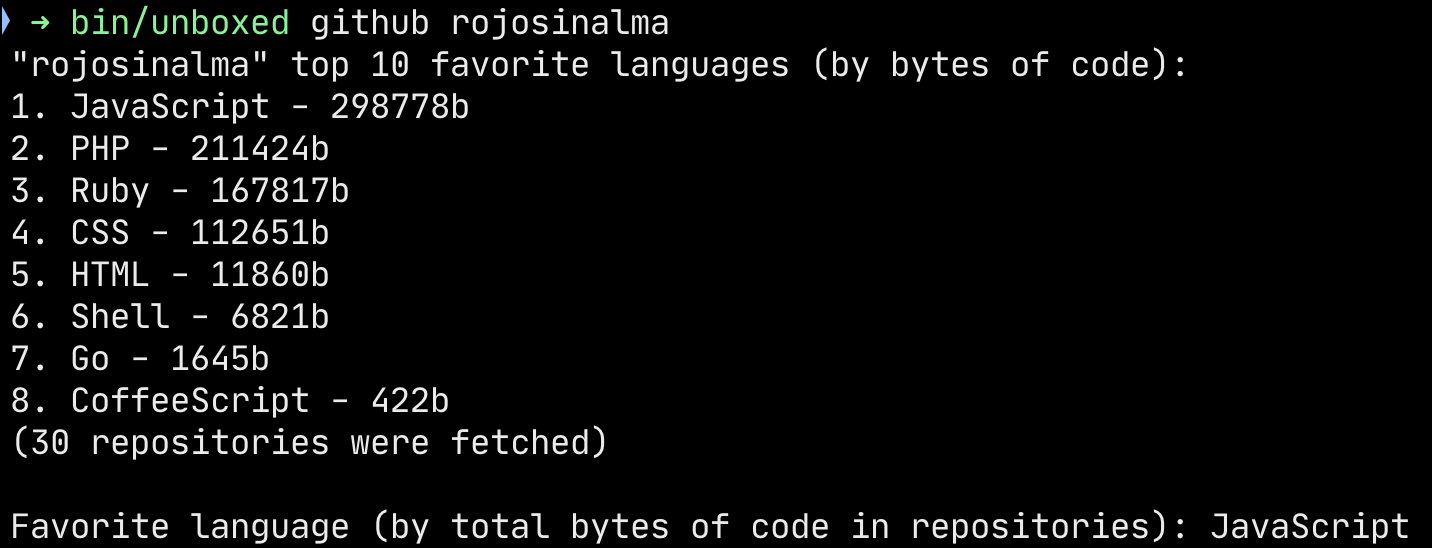 ➜ bin/unboxed github rojosinalma
"rojosinalma" top 10 favorite languages (by bytes of code):
1. JavaScript - 298778b
2. PHP - 211424b
3. Ruby - 167817b
4. CSS - 112651b
5. HTML - 11860b
6. Shell - 6821b
7. Go - 1645b
8. CoffeeScript - 422b
(30 repositories were fetched)
Favorite language (by total bytes of code in repositories): JavaScript